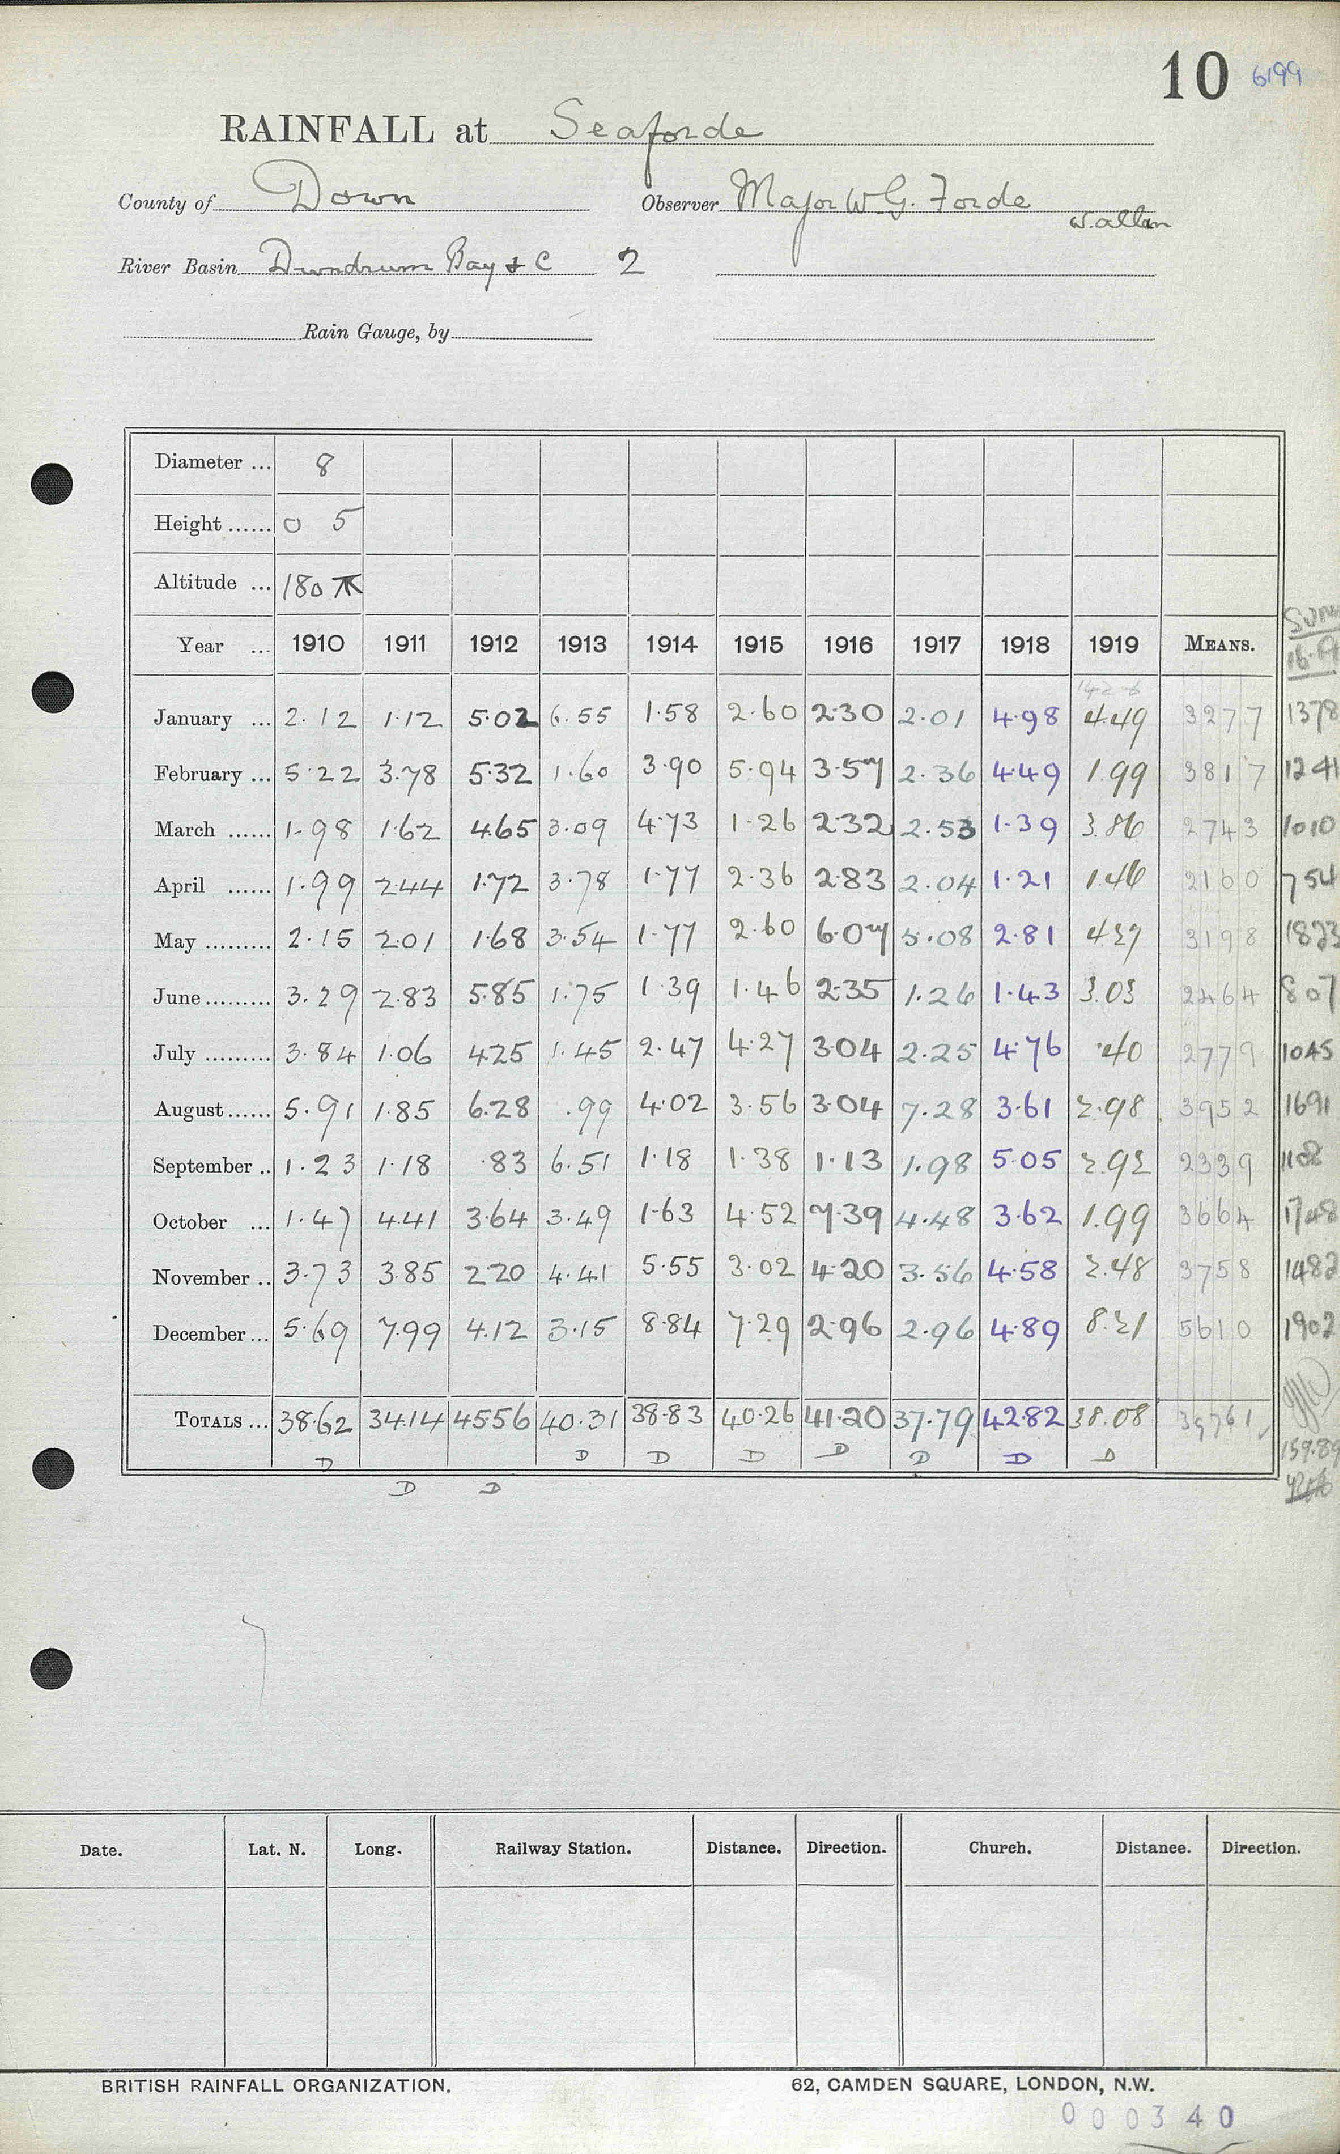 10 6199
RAINFALL at Seaforde
County of Down Observer Major W. G. Forde
W. Allen
River Basin Dundrum Bay & C 2
Rain Gauge, by
Diameter ... 8
Height ...... 0 5
Altitude ... 180
Year ... 1910 1911 1912 1913 1914 1915 1916 1917 1918 1919 MEANS.
January ... 2.12 1.12 5.02 6.55 1.58 2.60 2.30 2.01 4.98 4.49 3277 1378
February ... 5.22 3.78 5.32 1.60 3.90 5.94 3.57 2.36 4.49 1.99 3817 1241
March ...... 1.98 1.62 4.65 3.09 4.73 1.26 2.32 2.53 1.39 3.86 2743 1010
April ...... 1.99 2.44 1.72 3.78 1.77 2.36 2.83 2.04 1.21 1.46 2160 754
May ......... 2.15 2.01 1.68 3.54 1.77 2.60 6.07 5.08 2.81 4.27 3198 1823
June ......... 3.29 2.83 5.85 1.75 1.39 1.46 2.35 1.26 1.43 3.03 2464 807
July ......... 3.84 1.06 4.25 1.45 2.47 4.27 3.04 2.25 4.76 .40 2779 1045
August ...... 5.91 1.85 6.28 .99 4.02 3.56 3.04 7.28 3.61 2.98 3952 1691
September .. 1.23 1.18 .83 6.51 1.18 1.38 1.13 1.98 5.05 2.92 2339 1108
October ... 1.47 4.41 3.64 3.49 1.63 4.52 7.39 4.48 3.62 1.99 3664 1748
November .. 3.73 3.85 2.20 4.41 5.55 3.02 4.20 3.56 4.58 2.48 3758 1482
December ... 5.69 7.99 4.12 3.15 8.84 7.29 2.96 2.96 4.89 8.21 5610 1902
TOTALS ... 38.62 34.14 45.56 40.31 38.83 40.26 41.20 37.79 42.82 38.08 39761
D D D D D D D D 159.89
D D
Date. Lat. N. Long. Railway Station. Distance. Direction. Church. Distance. Direction.
BRITISH RAINFALL ORGANIZATION. 62, CAMDEN SQUARE, LONDON, N.W.
000340